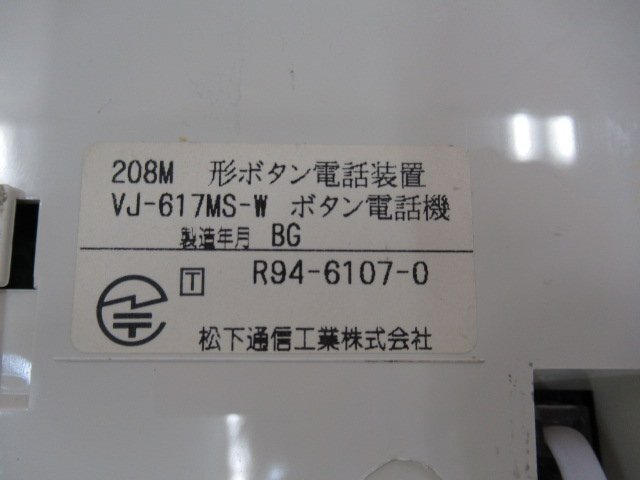 208M 形ボタン電話装置
VJ-617MS-W ボタン電話機
製造年月 BG
T R94-6107-0
松下通信工業株式会社